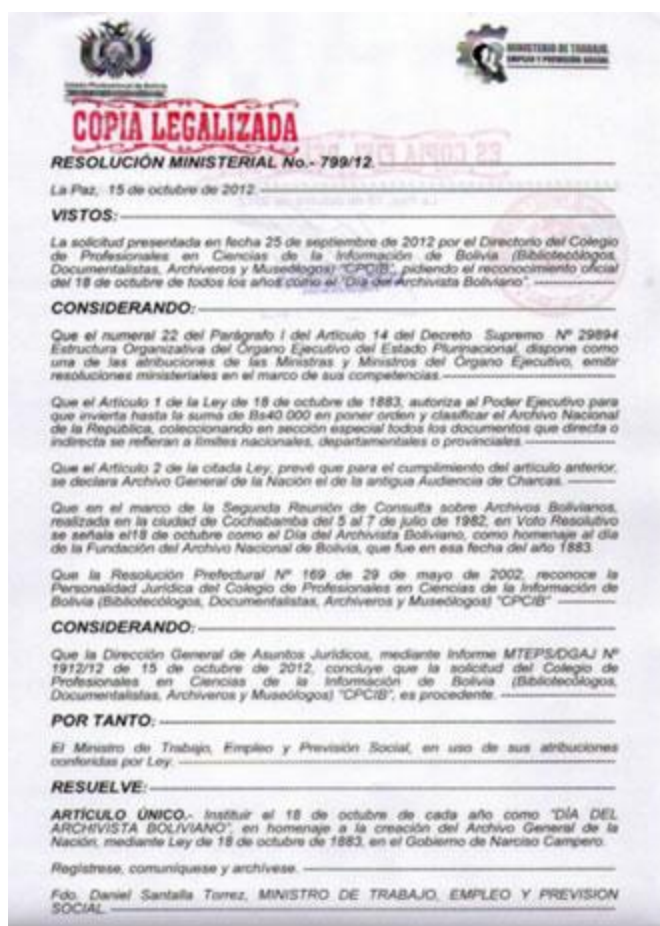 Estado Plurinacional de Bolivia
MINISTERIO DE TRABAJO,
EMPLEO Y PREVISIÓN SOCIAL
COPIA LEGALIZADA
ES COPIA FIEL DEL
RESOLUCIÓN MINISTERIAL No.- 799/12.
La Paz, 15 de octubre de 2012.
VISTOS:
La solicitud presentada en fecha 25 de septiembre de 2012 por el Directorio del Colegio
de Profesionales en Ciencias de la Información de Bolivia (Bibliotecólogos,
Documentalistas, Archiveros y Museólogos) "CPCIB", pidiendo el reconocimiento oficial
del 18 de octubre de todos los años como el "Día del Archivista Boliviano".
CONSIDERANDO:
Que el numeral 22 del Parágrafo I del Artículo 14 del Decreto Supremo Nº 29894
Estructura Organizativa del Órgano Ejecutivo del Estado Plurinacional, dispone como
una de las atribuciones de las Ministras y Ministros del Órgano Ejecutivo, emitir
resoluciones ministeriales en el marco de sus competencias.
Que el Artículo 1 de la Ley de 18 de octubre de 1883, autoriza al Poder Ejecutivo para
que invierta hasta la suma de Bs40.000 en poner orden y clasificar el Archivo Nacional
de la República, coleccionando en sección especial todos los documentos que directa o
indirecta se refieran a límites nacionales, departamentales o provinciales.
Que el Artículo 2 de la citada Ley, prevé que para el cumplimiento del artículo anterior,
se declara Archivo General de la Nación el de la antigua Audiencia de Charcas.
Que en el marco de la Segunda Reunión de Consulta sobre Archivos Bolivianos,
realizada en la ciudad de Cochabamba del 5 al 7 de julio de 1982, en Voto Resolutivo
se señala el18 de octubre como el Día del Archivista Boliviano, como homenaje al día
de la Fundación del Archivo Nacional de Bolivia, que fue en esa fecha del año 1883.
Que la Resolución Prefectural Nº 169 de 29 de mayo de 2002, reconoce la
Personalidad Jurídica del Colegio de Profesionales en Ciencias de la Información de
Bolivia (Bibliotecólogos, Documentalistas, Archiveros y Museólogos) "CPCIB"
CONSIDERANDO:
Que la Dirección General de Asuntos Jurídicos, mediante Informe MTEPS/DGAJ Nº
1912/12 de 15 de octubre de 2012, concluye que la solicitud del Colegio de
Profesionales en Ciencias de la Información de Bolivia (Bibliotecólogos,
Documentalistas, Archiveros y Museólogos) "CPCIB", es procedente.
POR TANTO:
El Ministro de Trabajo, Empleo y Previsión Social, en uso de sus atribuciones
conferidas por Ley.
RESUELVE:
ARTÍCULO ÚNICO.- Instituir el 18 de octubre de cada año como "DÍA DEL
ARCHIVISTA BOLIVIANO", en homenaje a la creación del Archivo General de la
Nación, mediante Ley de 18 de octubre de 1883, en el Gobierno de Narciso Campero.
Regístrese, comuníquese y archívese.
Fdo. Daniel Santalla Torrez, MINISTRO DE TRABAJO, EMPLEO Y PREVISION
SOCIAL.